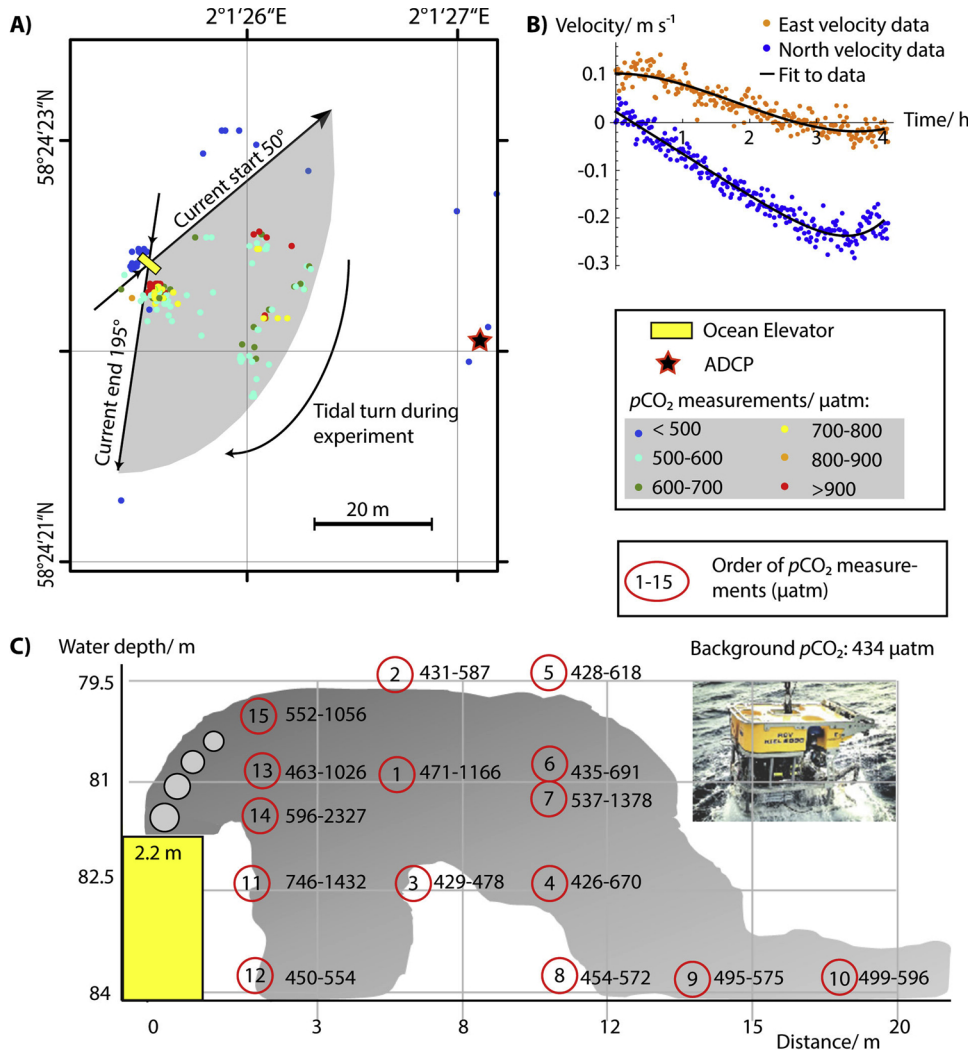 A)
2°1'26"E
2°1'27"E
58°24'23"N
58°24'21"N
Current start 50°
Current end 195°
Tidal turn during
experiment
20 m
B)
Velocity/ m s⁻¹
East velocity data
North velocity data
Fit to data
Time/ h
0.1
0
-0.1
-0.2
-0.3
1
2
3
4
Ocean Elevator
ADCP
pCO₂ measurements/ µatm:
< 500
700-800
500-600
800-900
600-700
>900
1-15
Order of pCO₂ measure-
ments (µatm)
C)
Water depth/ m
Background pCO₂: 434 µatm
79.5
2
431-587
5
428-618
15
552-1056
81
13
463-1026
1
471-1166
6
435-691
7
537-1378
14
596-2327
2.2 m
82.5
11
746-1432
3
429-478
4
426-670
12
450-554
8
454-572
9
495-575
10
499-596
84
0
3
8
12
15
18
20
Distance/ m
ROV
KIEL 6000